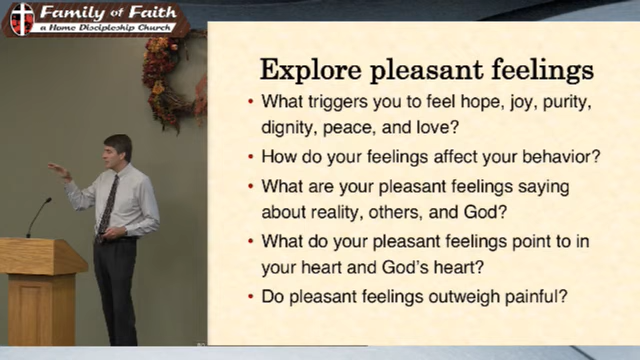 Family of Faith
a Home Discipleship Church
Explore pleasant feelings
• What triggers you to feel hope, joy, purity,
dignity, peace, and love?
• How do your feelings affect your behavior?
• What are your pleasant feelings saying
about reality, others, and God?
• What do your pleasant feelings point to in
your heart and God's heart?
• Do pleasant feelings outweigh painful?